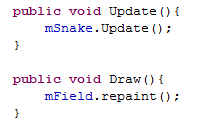 public void Update(){
    mSnake.Update();
}

public void Draw(){
    mField.repaint();
}